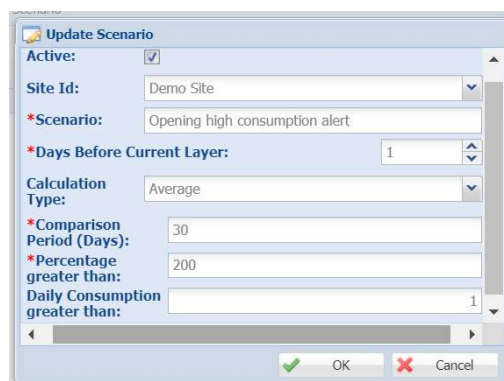 Scenario
Update Scenario
Active:
Site Id: Demo Site
*Scenario: Opening high consumption alert
*Days Before Current Layer: 1
Calculation
Type: Average
*Comparison
Period (Days): 30
*Percentage
greater than: 200
Daily Consumption
greater than: 1
OK Cancel